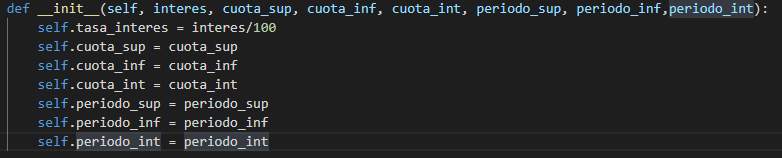 def __init__(self, interes, cuota_sup, cuota_inf, cuota_int, periodo_sup, periodo_inf,periodo_int):
    self.tasa_interes = interes/100
    self.cuota_sup = cuota_sup
    self.cuota_inf = cuota_inf
    self.cuota_int = cuota_int
    self.periodo_sup = periodo_sup
    self.periodo_inf = periodo_inf
    self.periodo_int = periodo_int